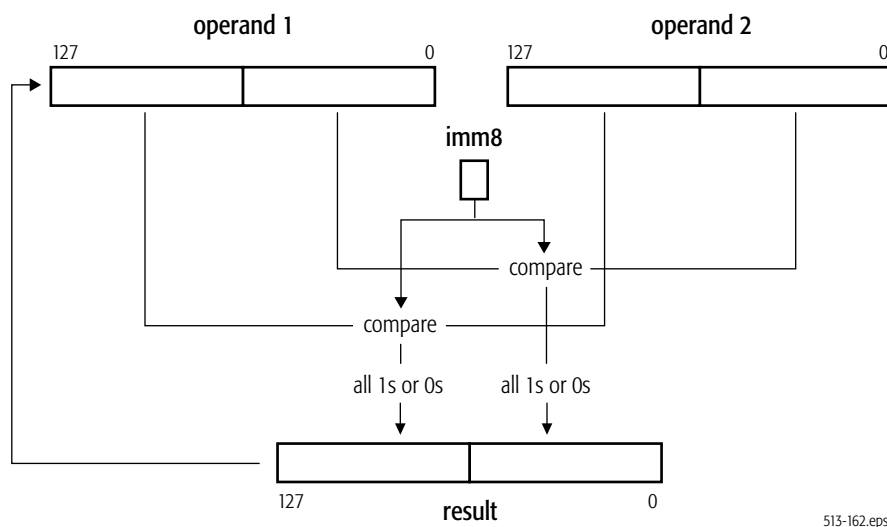 operand 1 operand 2
127 0 127 0
imm8
compare
compare
all 1s or 0s all 1s or 0s
127 0
result
513-162.eps